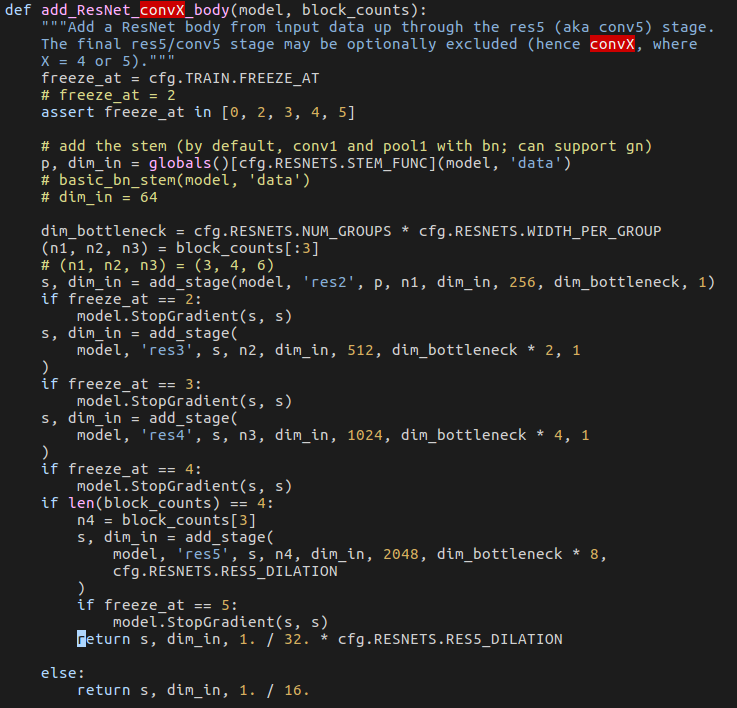 def add_ResNet_convX_body(model, block_counts):
    """Add a ResNet body from input data up through the res5 (aka conv5) stage.
    The final res5/conv5 stage may be optionally excluded (hence convX, where
    X = 4 or 5)."""
    freeze_at = cfg.TRAIN.FREEZE_AT
    # freeze_at = 2
    assert freeze_at in [0, 2, 3, 4, 5]

    # add the stem (by default, conv1 and pool1 with bn; can support gn)
    p, dim_in = globals()[cfg.RESNETS.STEM_FUNC](model, 'data')
    # basic_bn_stem(model, 'data')
    # dim_in = 64

    dim_bottleneck = cfg.RESNETS.NUM_GROUPS * cfg.RESNETS.WIDTH_PER_GROUP
    (n1, n2, n3) = block_counts[:3]
    # (n1, n2, n3) = (3, 4, 6)
    s, dim_in = add_stage(model, 'res2', p, n1, dim_in, 256, dim_bottleneck, 1)
    if freeze_at == 2:
        model.StopGradient(s, s)
    s, dim_in = add_stage(
        model, 'res3', s, n2, dim_in, 512, dim_bottleneck * 2, 1
    )
    if freeze_at == 3:
        model.StopGradient(s, s)
    s, dim_in = add_stage(
        model, 'res4', s, n3, dim_in, 1024, dim_bottleneck * 4, 1
    )
    if freeze_at == 4:
        model.StopGradient(s, s)
    if len(block_counts) == 4:
        n4 = block_counts[3]
        s, dim_in = add_stage(
            model, 'res5', s, n4, dim_in, 2048, dim_bottleneck * 8,
            cfg.RESNETS.RES5_DILATION
        )
        if freeze_at == 5:
            model.StopGradient(s, s)
        return s, dim_in, 1. / 32. * cfg.RESNETS.RES5_DILATION

    else:
        return s, dim_in, 1. / 16.